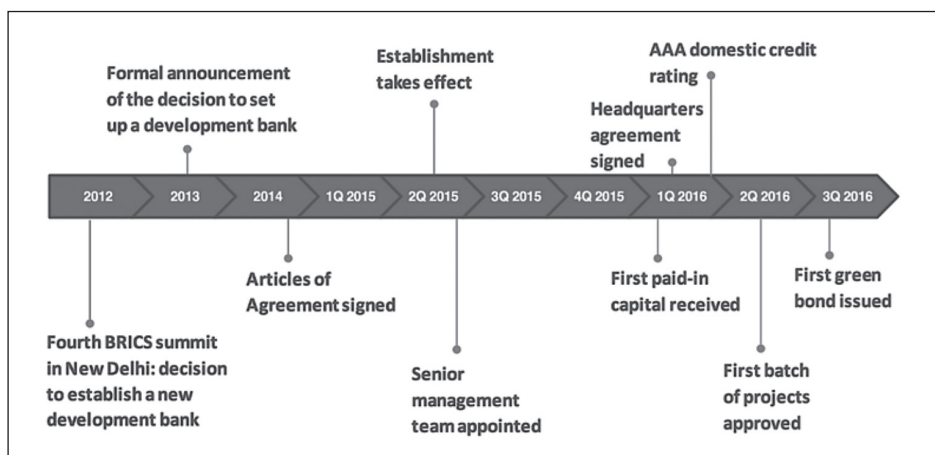 Formal announcement
of the decision to set
up a development bank
Establishment
takes effect
AAA domestic credit
rating
Headquarters
agreement
signed
2012
2013
2014
1Q 2015
2Q 2015
3Q 2015
4Q 2015
1Q 2016
2Q 2016
3Q 2016
Fourth BRICS summit
in New Delhi: decision
to establish a new
development bank
Articles of
Agreement signed
Senior
management
team appointed
First paid-in
capital received
First batch
of projects
approved
First green
bond issued